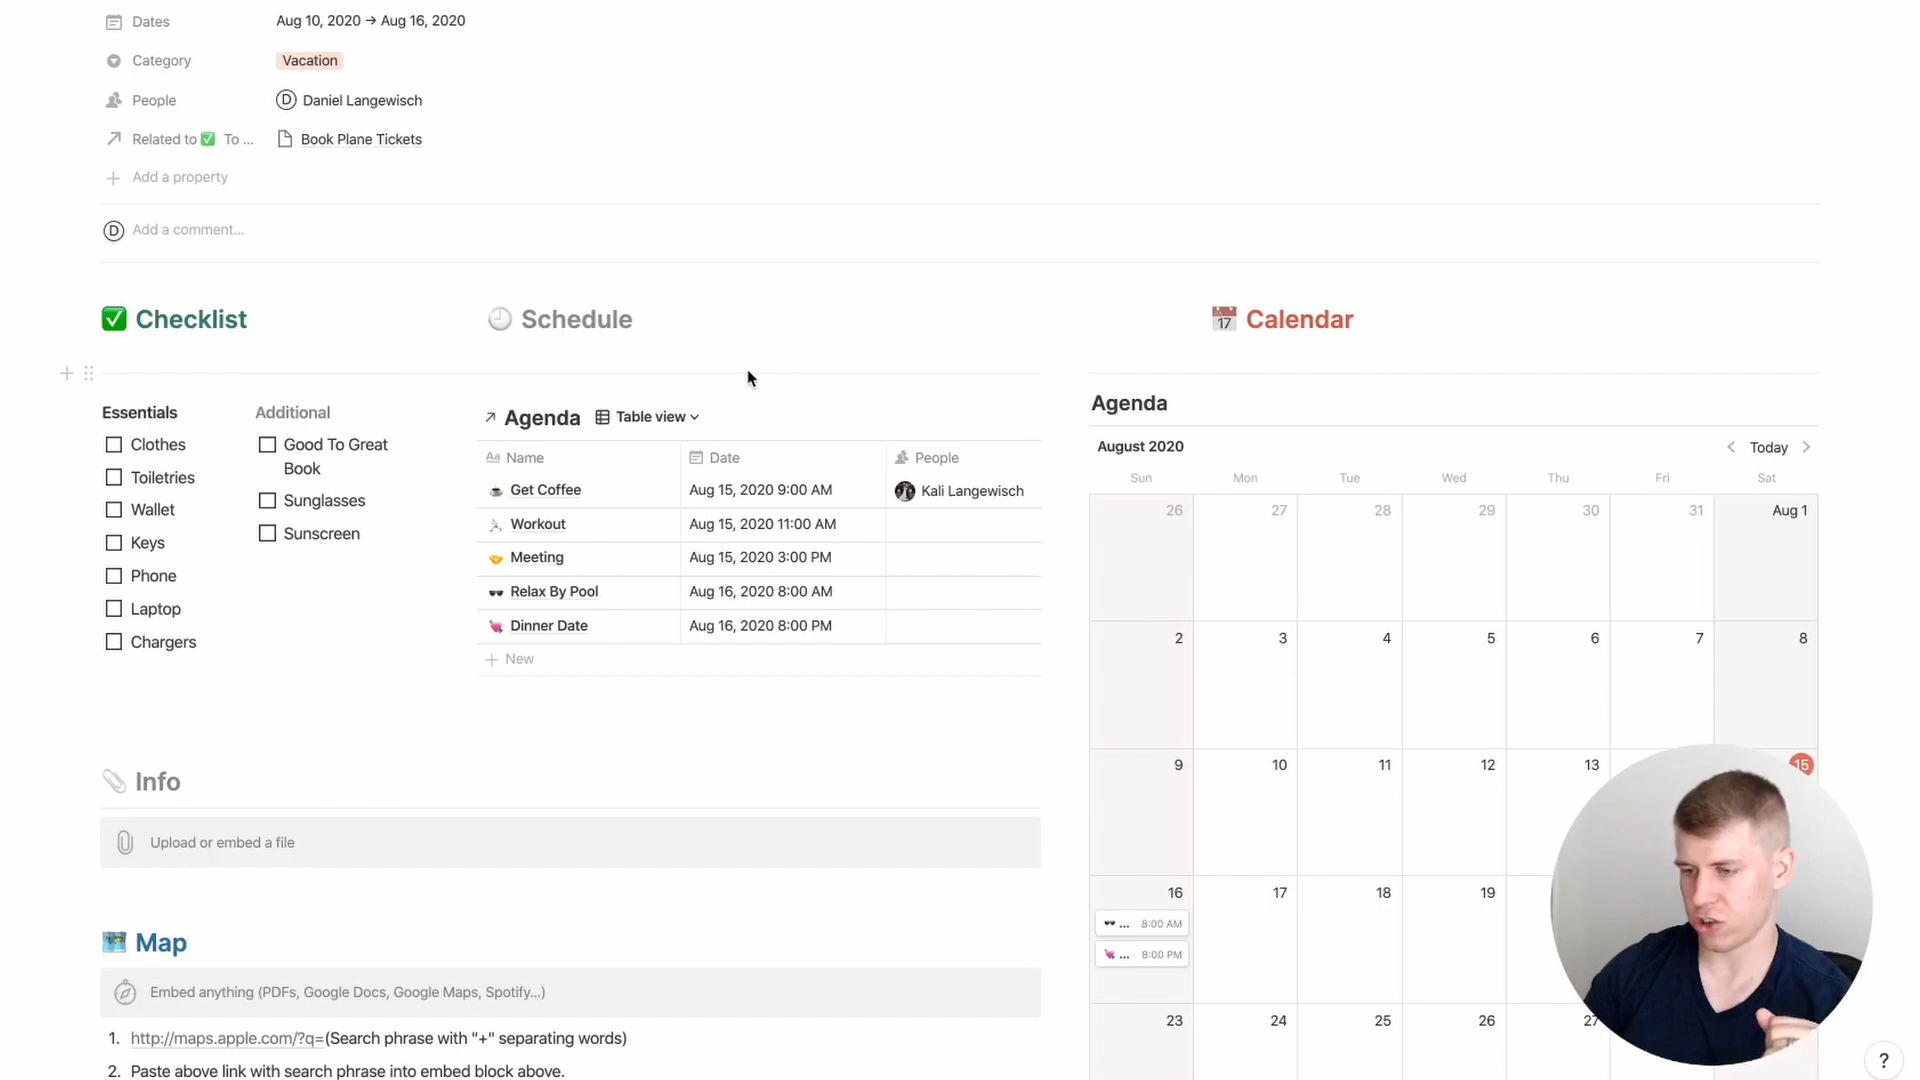 Dates Aug 10, 2020 → Aug 16, 2020
Category Vacation
People D Daniel Langewisch
Related to ✅ To ... Book Plane Tickets
Add a property
D Add a comment...
Checklist
Schedule
17 Calendar
Essentials
Clothes
Toiletries
Wallet
Keys
Phone
Laptop
Chargers
Additional
Good To Great
Book
Sunglasses
Sunscreen
Agenda Table view
Aa Name Date People
Get Coffee Aug 15, 2020 9:00 AM Kali Langewisch
Workout Aug 15, 2020 11:00 AM
Meeting Aug 15, 2020 3:00 PM
Relax By Pool Aug 16, 2020 8:00 AM
Dinner Date Aug 16, 2020 8:00 PM
New
Agenda
August 2020 Today
Sun Mon Tue Wed Thu Fri Sat
26 27 28 29 30 31 Aug 1
2 3 4 5 6 7 8
9 10 11 12 13 15
16 17 18 19
... 8:00 AM
... 8:00 PM
23 24 25 26 27
Info
Upload or embed a file
Map
Embed anything (PDFs, Google Docs, Google Maps, Spotify...)
1. http://maps.apple.com/?q=(Search phrase with "+" separating words)
2. Paste above link with search phrase into embed block above.
?